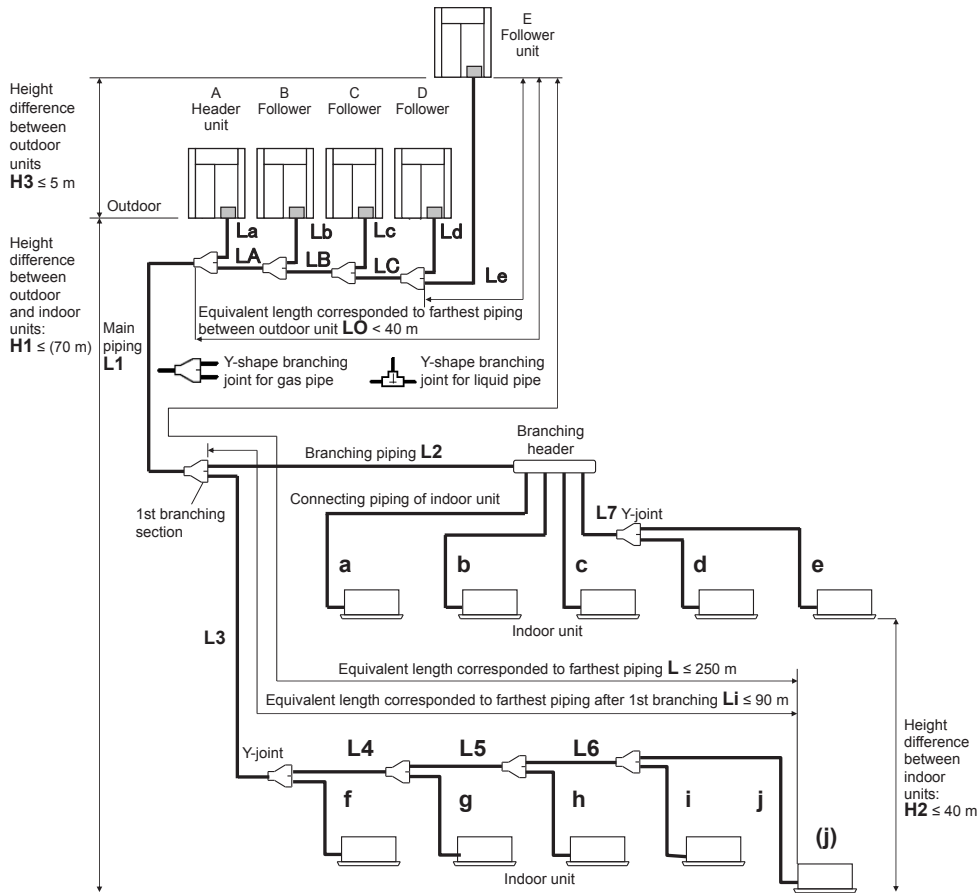 E
Follower
unit
Height
difference
between
outdoor
units
H3 ≤ 5 m
A
Header
unit
B
Follower
C
Follower
D
Follower
Outdoor
La
Lb
Lc
Ld
LA
LB
LC
Le
Height
difference
between
outdoor
and indoor
units:
H1 ≤ (70 m)
Main
piping
L1
Equivalent length corresponded to farthest piping
between outdoor unit LO < 40 m
Y-shape branching
joint for gas pipe
Y-shape branching
joint for liquid pipe
Branching piping L2
Branching
header
1st branching
section
Connecting piping of indoor unit
L7 Y-joint
a
b
c
d
e
Indoor unit
L3
Equivalent length corresponded to farthest piping L ≤ 250 m
Equivalent length corresponded to farthest piping after 1st branching Li ≤ 90 m
Height
difference
between
indoor
units:
H2 ≤ 40 m
Y-joint
L4
L5
L6
f
g
h
i
j
(j)
Indoor unit